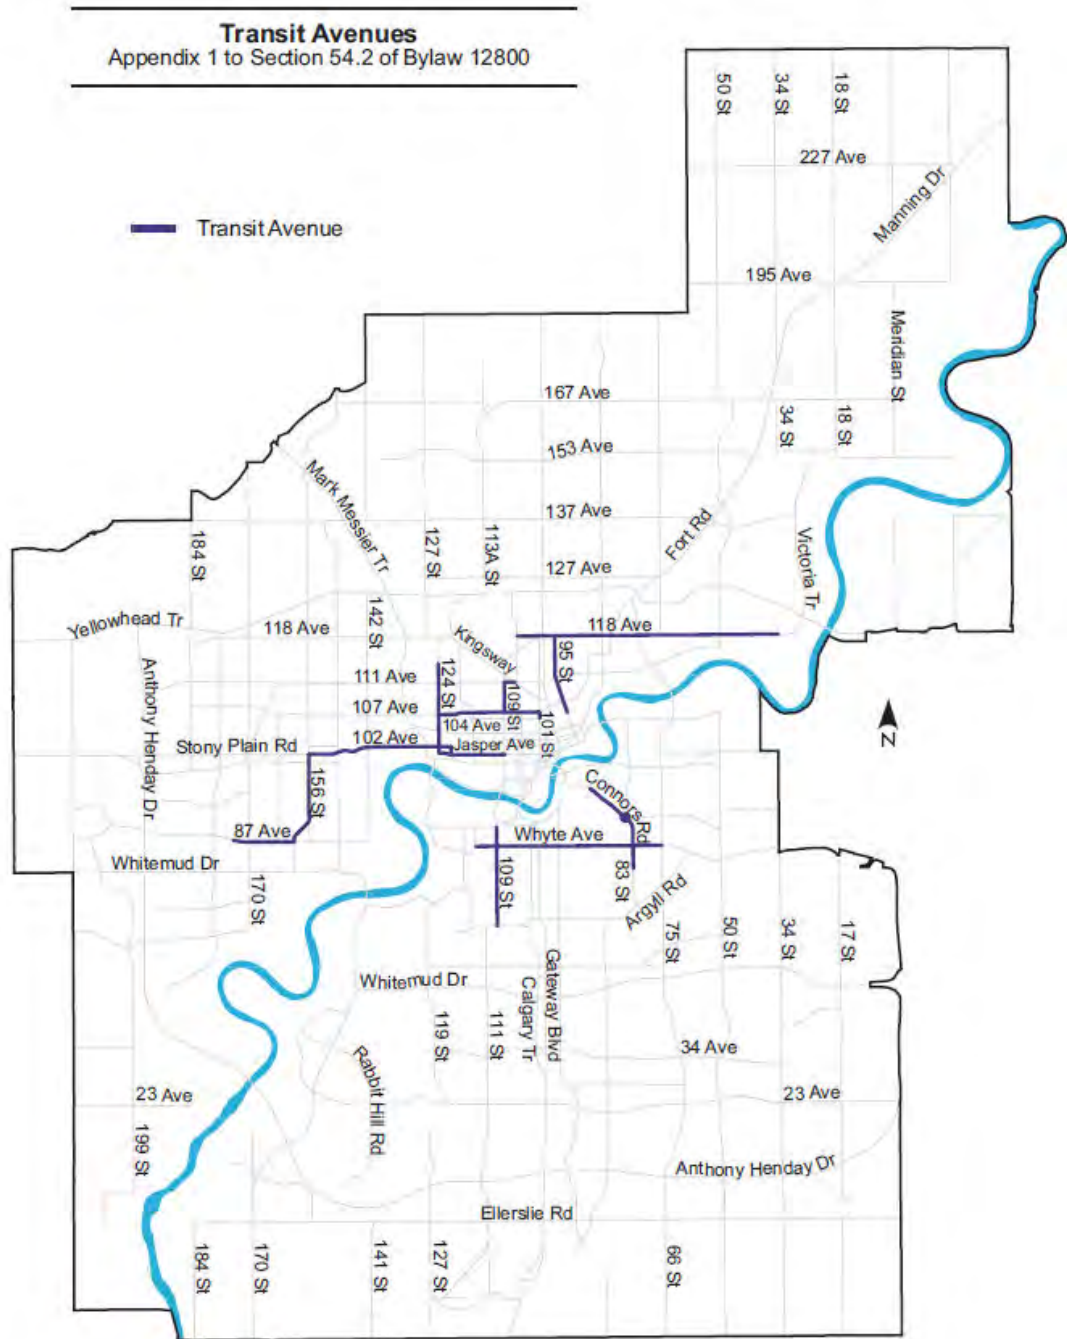 Transit Avenues
Appendix 1 to Section 54.2 of Bylaw 12800
Transit Avenue
50 St
34 St
18 St
227 Ave
Manning Dr
195 Ave
Meridian St
167 Ave
34 St
18 St
153 Ave
Mark Messier Tr
137 Ave
Fort Rd
184 St
127 St
113A St
127 Ave
Victoria Tr
Yellowhead Tr
118 Ave
142 St
Kingsway
118 Ave
95 St
Anthony Henday Dr
111 Ave
124 St
109 St
107 Ave
104 Ave
101 St
Stony Plain Rd
102 Ave
Jasper Ave
N
156 St
Connors Rd
87 Ave
Whyte Ave
Whitemud Dr
170 St
109 St
83 St
Argyll Rd
75 St
50 St
34 St
17 St
Whitemud Dr
Gateway Blvd
Calgary Tr
119 St
111 St
34 Ave
Rabbit Hill Rd
23 Ave
23 Ave
199 St
Anthony Henday Dr
Ellerslie Rd
184 St
170 St
141 St
127 St
66 St